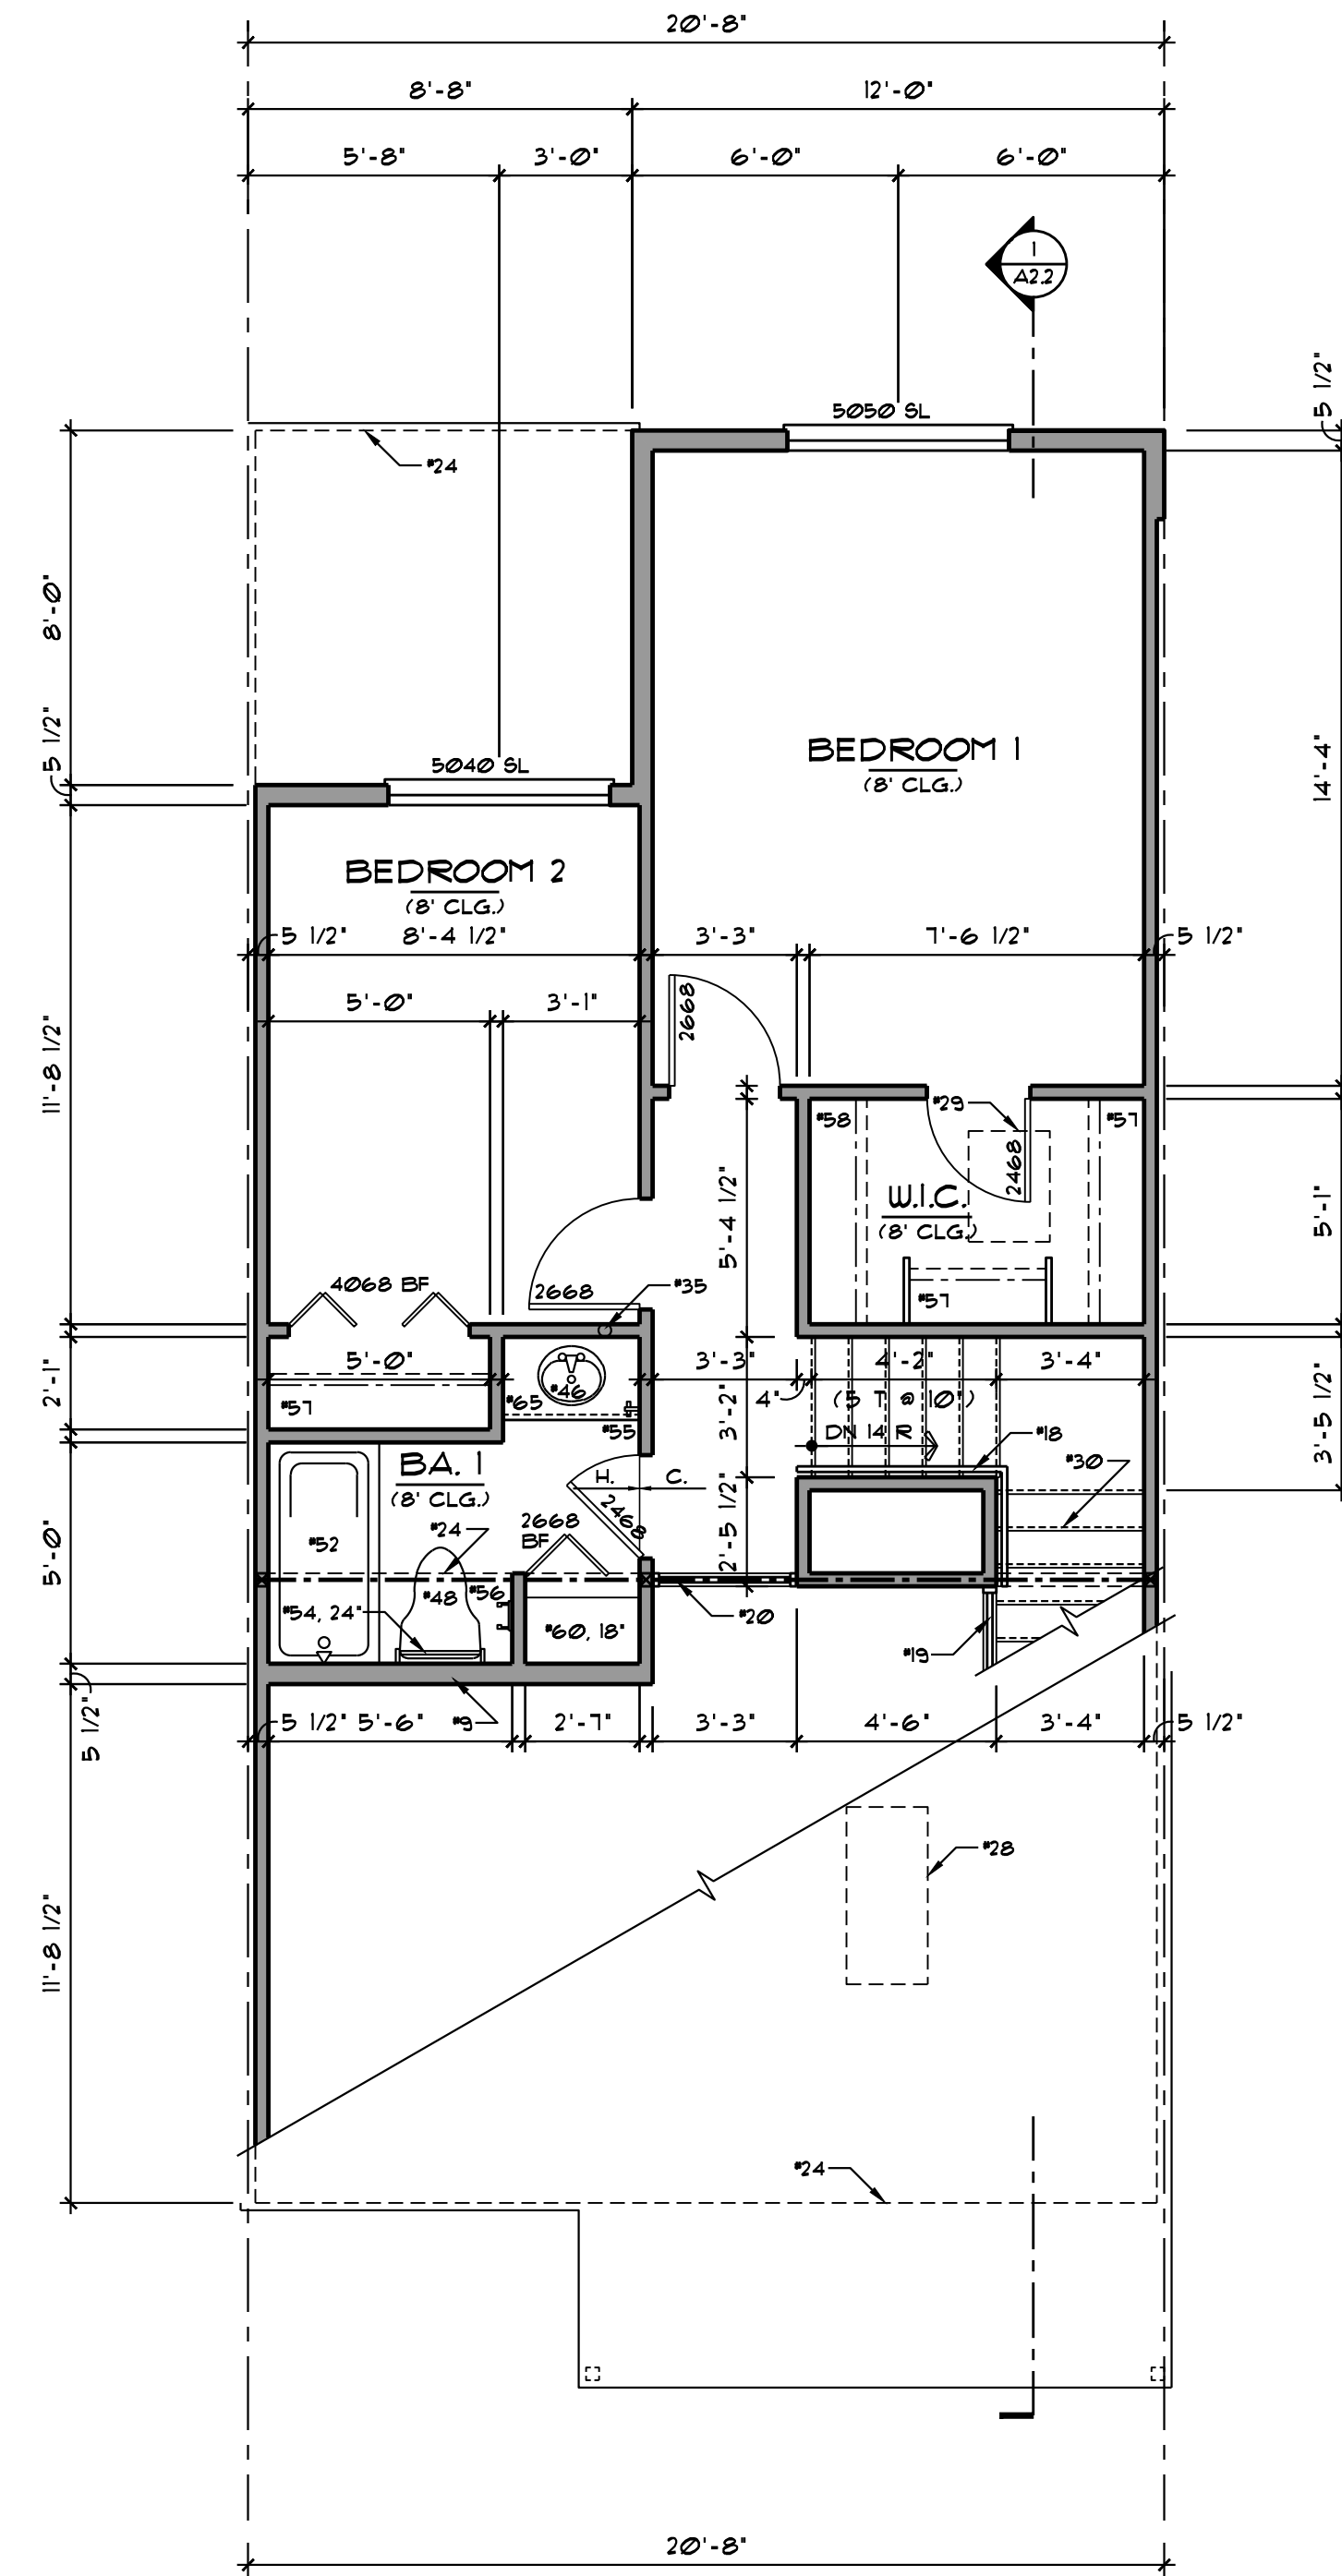 20'-8"
8'-8" 12'-0"
5'-8" 3'-0" 6'-0" 6'-0"
1
A2.2
5 1/2"
5050 SL
#24
8'-0"
5 1/2"
14'-4"
BEDROOM 1
(8' CLG.)
5040 SL
BEDROOM 2
(8' CLG.)
5 1/2" 8'-4 1/2" 3'-3" 7'-6 1/2" 5 1/2"
5'-0" 3'-1"
2668
11'-8 1/2"
#58 #29 #57
2468
5'-4 1/2"
W.I.C.
(8' CLG.)
5'-1"
4068 BF 2668 #35
#57
5'-0" 3'-3" 4'-2" 3'-4"
2'-1"
#57 #65 #46 4" (5 T @ 10")
#55 3'-2" DN 14 R #18
3'-5 1/2"
BA. 1
(8' CLG.)
H. C.
#30
#24 2668
BF
2468
2'-5 1/2"
#52
5'-0"
#48 #56
#54, 24" #20
#60, 18" #19
5 1/2"
5 1/2" 5'-6" #9 2'-7" 3'-3" 4'-6" 3'-4" 5 1/2"
#28
11'-8 1/2"
#24
20'-8"